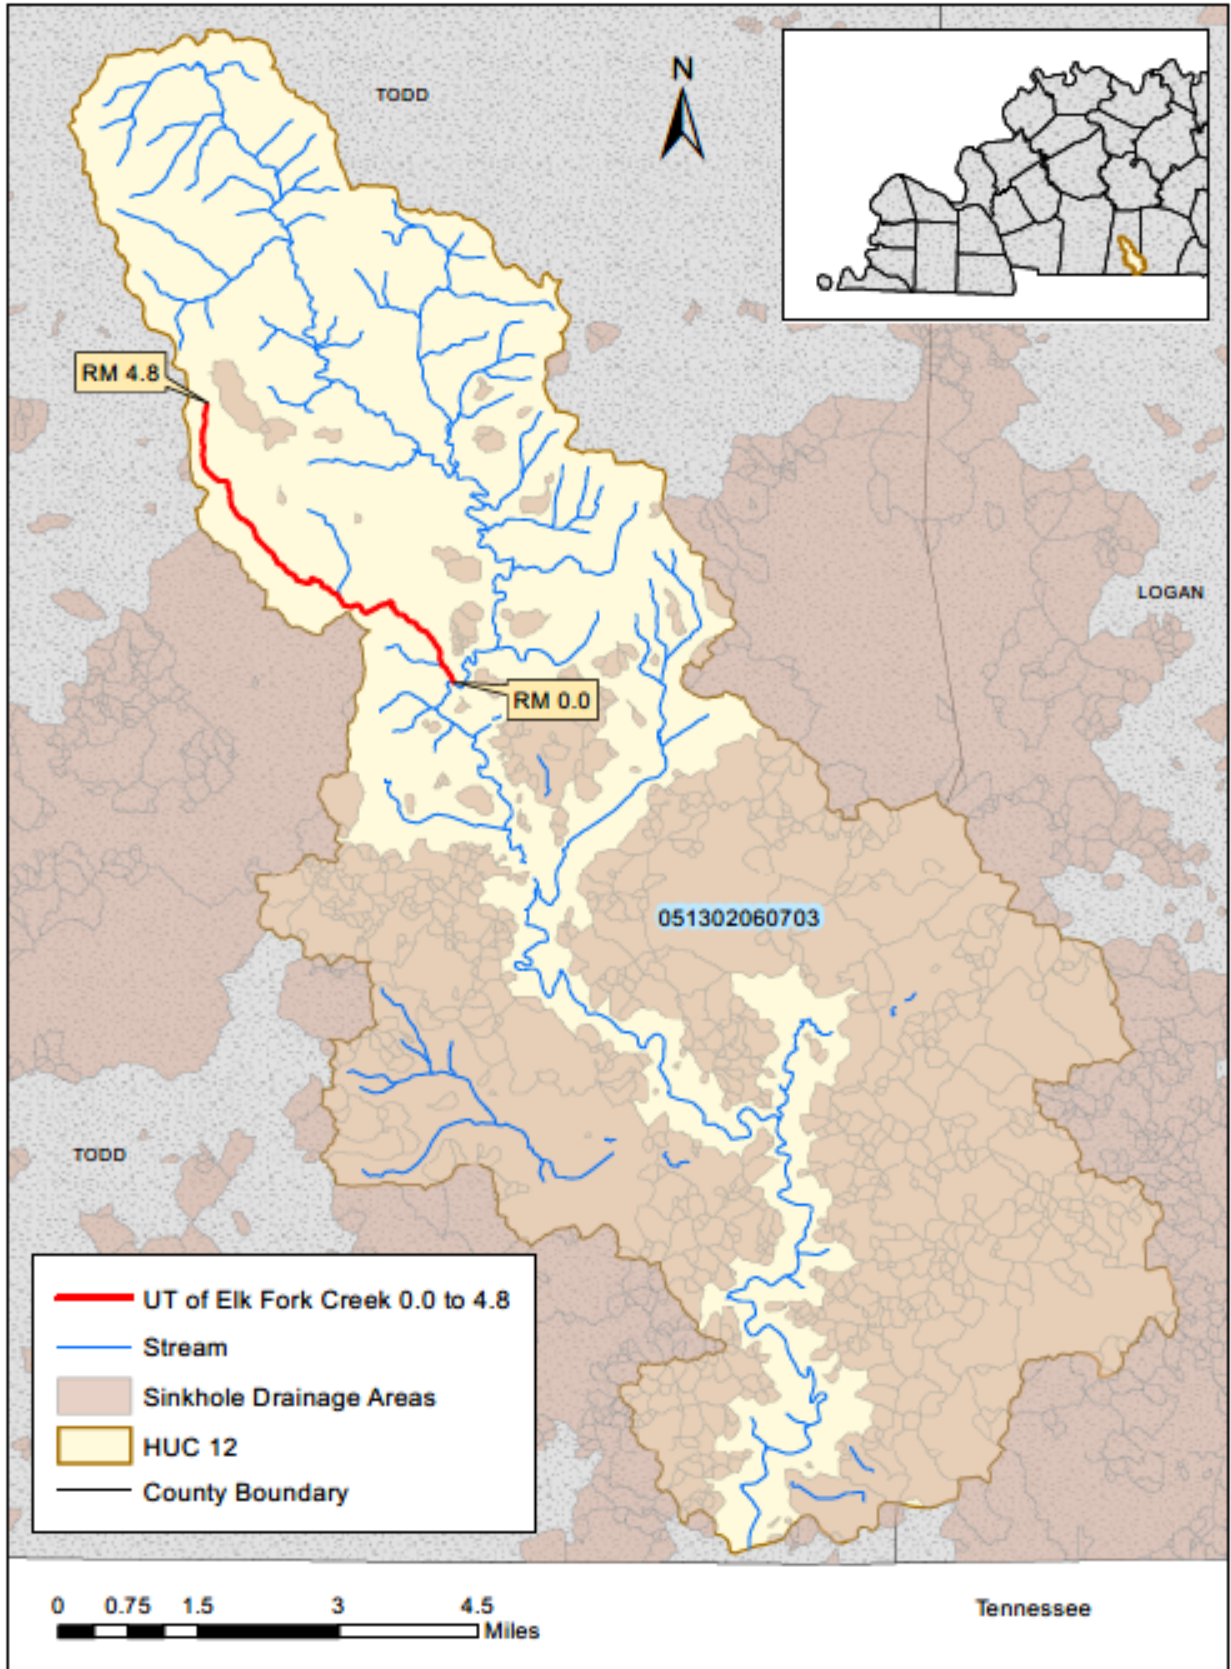 N
TODD
RM 4.8
LOGAN
RM 0.0
051302060703
TODD
UT of Elk Fork Creek 0.0 to 4.8
Stream
Sinkhole Drainage Areas
HUC 12
County Boundary
0 0.75 1.5 3 4.5
Miles
Tennessee